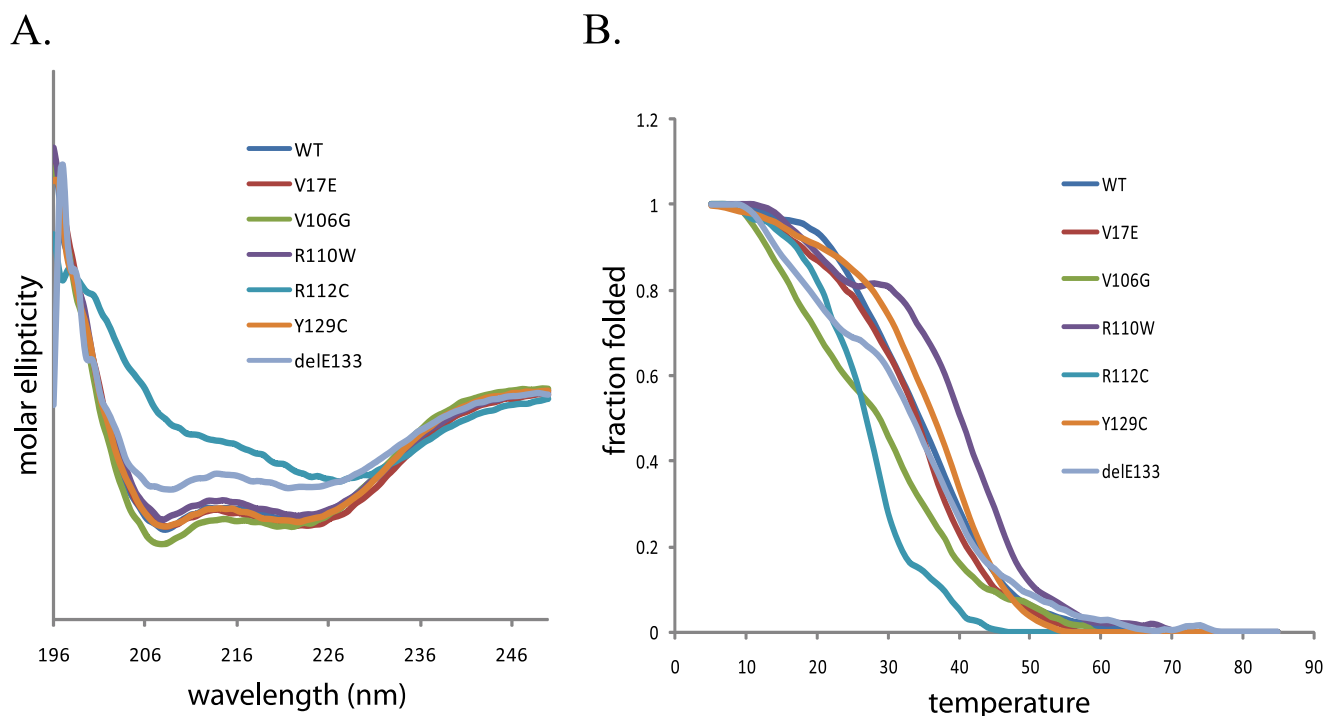 A.
molar ellipticity
WT
V17E
V106G
R110W
R112C
Y129C
delE133
196 206 216 226 236 246
wavelength (nm)
B.
fraction folded
1.2
1
0.8
0.6
0.4
0.2
0
WT
V17E
V106G
R110W
R112C
Y129C
delE133
0 10 20 30 40 50 60 70 80 90
temperature